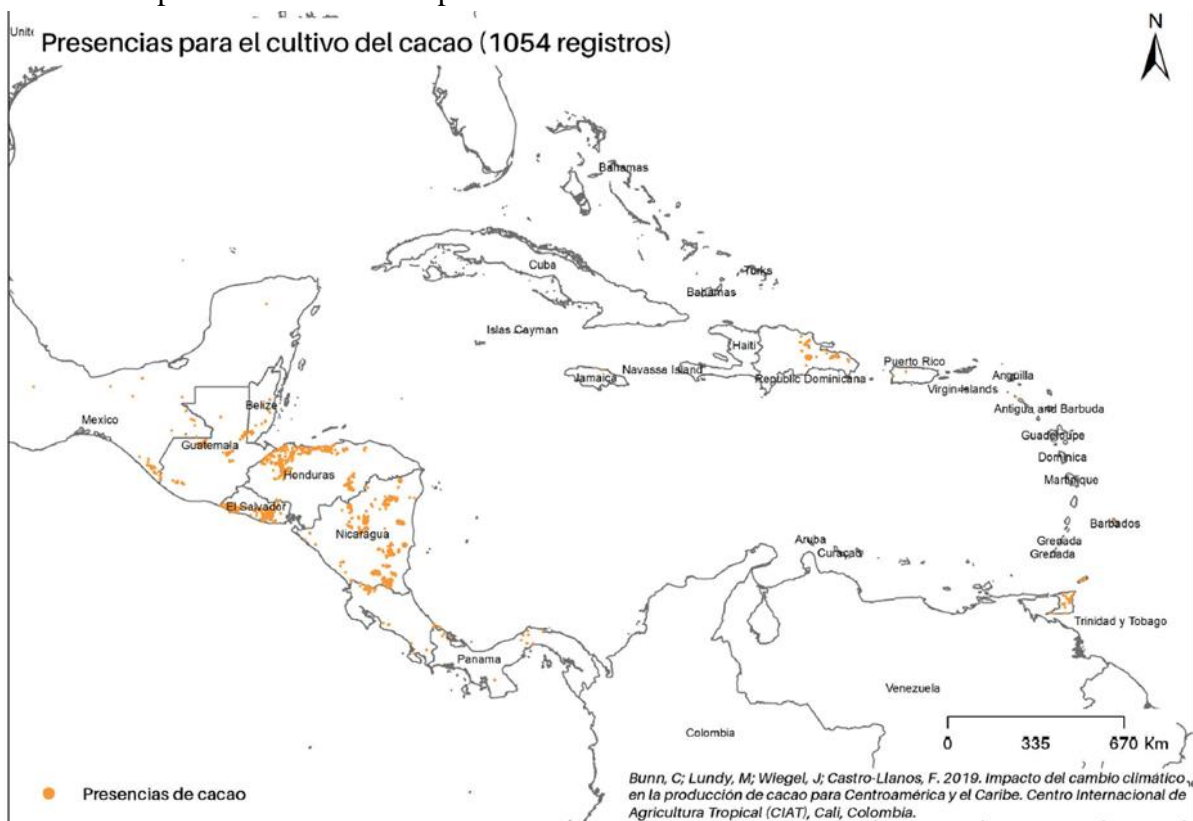 Unit
Presencias para el cultivo del cacao (1054 registros)
N
Bahamas
Cuba
Turks
Bahamas
Islas Cayman
Haiti
Jamaica
Navassa Island
Republic Dominicana
Puerto Rico
Virgin Islands
Anguilla
Antigua and Barbuda
Guadeloupe
Dominica
Martinique
Barbados
Grenada
Grenada
Mexico
Belize
Guatemala
Honduras
El Salvador
Nicaragua
Aruba
Curaçao
Trinidad y Tobago
Panama
Venezuela
Colombia
0 335 670 Km
Presencias de cacao
Bunn, C; Lundy, M; Wiegel, J; Castro-Llanos, F. 2019. Impacto del cambio climático
en la producción de cacao para Centroamérica y el Caribe. Centro Internacional de
Agricultura Tropical (CIAT), Cali, Colombia.